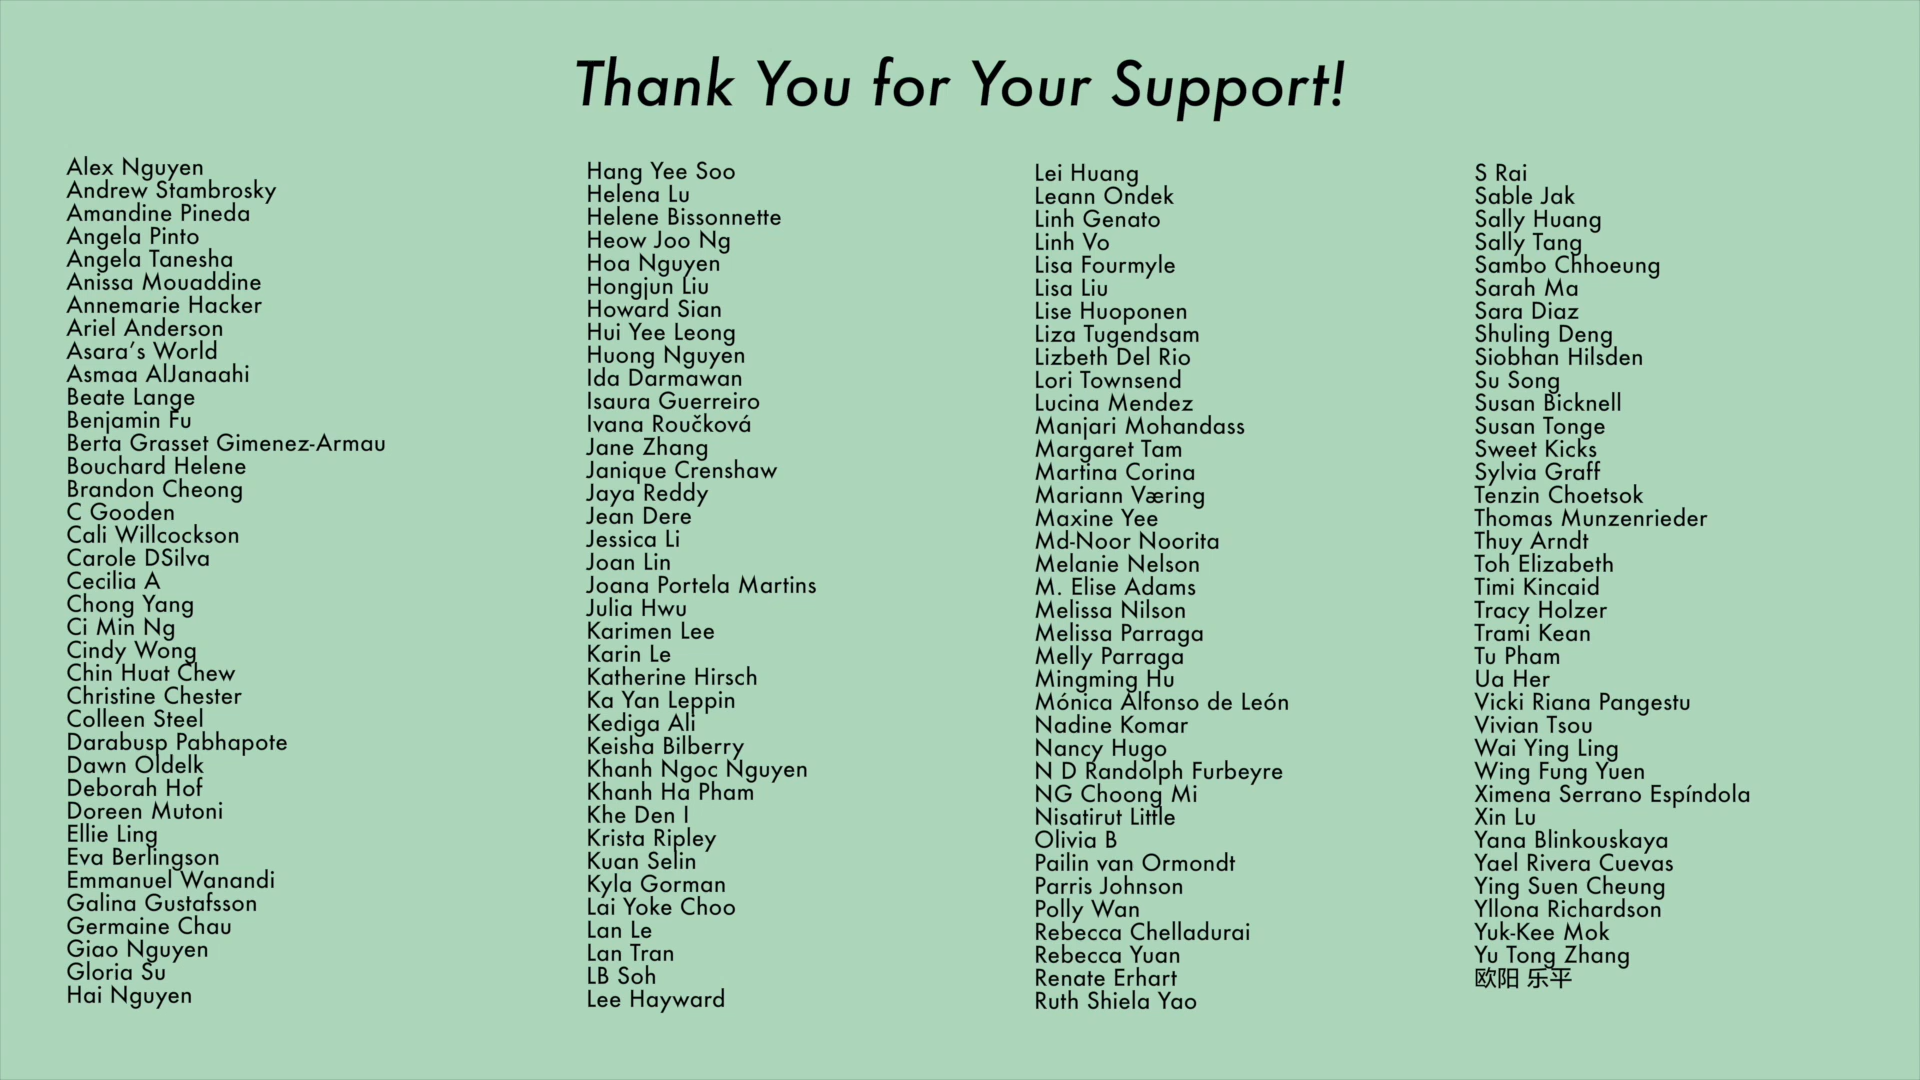 Thank You for Your Support!
Alex Nguyen
Andrew Stambrosky
Amandine Pineda
Angela Pinto
Angela Tanesha
Anissa Mouaddine
Annemarie Hacker
Ariel Anderson
Asara’s World
Asmaa AlJanaahi
Beate Lange
Benjamin Fu
Berta Grasset Gimenez-Armau
Bouchard Helene
Brandon Cheong
C Gooden
Cali Willcockson
Carole DSilva
Cecilia A
Chong Yang
Ci Min Ng
Cindy Wong
Chin Huat Chew
Christine Chester
Colleen Steel
Darabusp Pabhapote
Dawn Oldelk
Deborah Hof
Doreen Mutoni
Ellie Ling
Eva Berlingson
Emmanuel Wanandi
Galina Gustafsson
Germaine Chau
Giao Nguyen
Gloria Su
Hai Nguyen
Hang Yee Soo
Helena Lu
Helene Bissonnette
Heow Joo Ng
Hoa Nguyen
Hongjun Liu
Howard Sian
Hui Yee Leong
Huong Nguyen
Ida Darmawan
Isaura Guerreiro
Ivana Roučková
Jane Zhang
Janique Crenshaw
Jaya Reddy
Jean Dere
Jessica Li
Joan Lin
Joana Portela Martins
Julia Hwu
Karimen Lee
Karin Le
Katherine Hirsch
Ka Yan Leppin
Kediga Ali
Keisha Bilberry
Khanh Ngoc Nguyen
Khanh Ha Pham
Khe Den I
Krista Ripley
Kuan Selin
Kyla Gorman
Lai Yoke Choo
Lan Le
Lan Tran
LB Soh
Lee Hayward
Lei Huang
Leann Ondek
Linh Genato
Linh Vo
Lisa Fourmyle
Lisa Liu
Lise Huoponen
Liza Tugendsam
Lizbeth Del Rio
Lori Townsend
Lucina Mendez
Manjari Mohandass
Margaret Tam
Martina Corina
Mariann Væring
Maxine Yee
Md-Noor Noorita
Melanie Nelson
M. Elise Adams
Melissa Nilson
Melissa Parraga
Melly Parraga
Mingming Hu
Mónica Alfonso de León
Nadine Komar
Nancy Hugo
N D Randolph Furbeyre
NG Choong Mi
Nisatirut Little
Olivia B
Pailin van Ormondt
Parris Johnson
Polly Wan
Rebecca Chelladurai
Rebecca Yuan
Renate Erhart
Ruth Shiela Yao
S Rai
Sable Jak
Sally Huang
Sally Tang
Sambo Chhoeung
Sarah Ma
Sara Diaz
Shuling Deng
Siobhan Hilsden
Su Song
Susan Bicknell
Susan Tonge
Sweet Kicks
Sylvia Graff
Tenzin Choetsok
Thomas Munzenrieder
Thuy Arndt
Toh Elizabeth
Timi Kincaid
Tracy Holzer
Trami Kean
Tu Pham
Ua Her
Vicki Riana Pangestu
Vivian Tsou
Wai Ying Ling
Wing Fung Yuen
Ximena Serrano Espíndola
Xin Lu
Yana Blinkouskaya
Yael Rivera Cuevas
Ying Suen Cheung
Yllona Richardson
Yuk-Kee Mok
Yu Tong Zhang
欧阳 乐平